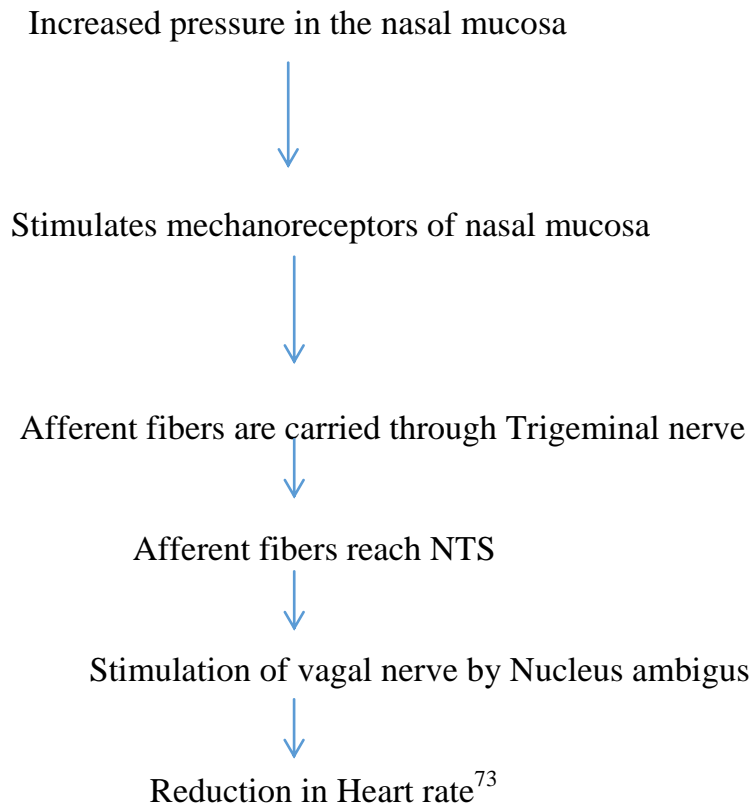 Increased pressure in the nasal mucosa
Stimulates mechanoreceptors of nasal mucosa
Afferent fibers are carried through Trigeminal nerve
Afferent fibers reach NTS
Stimulation of vagal nerve by Nucleus ambigus
Reduction in Heart rate73